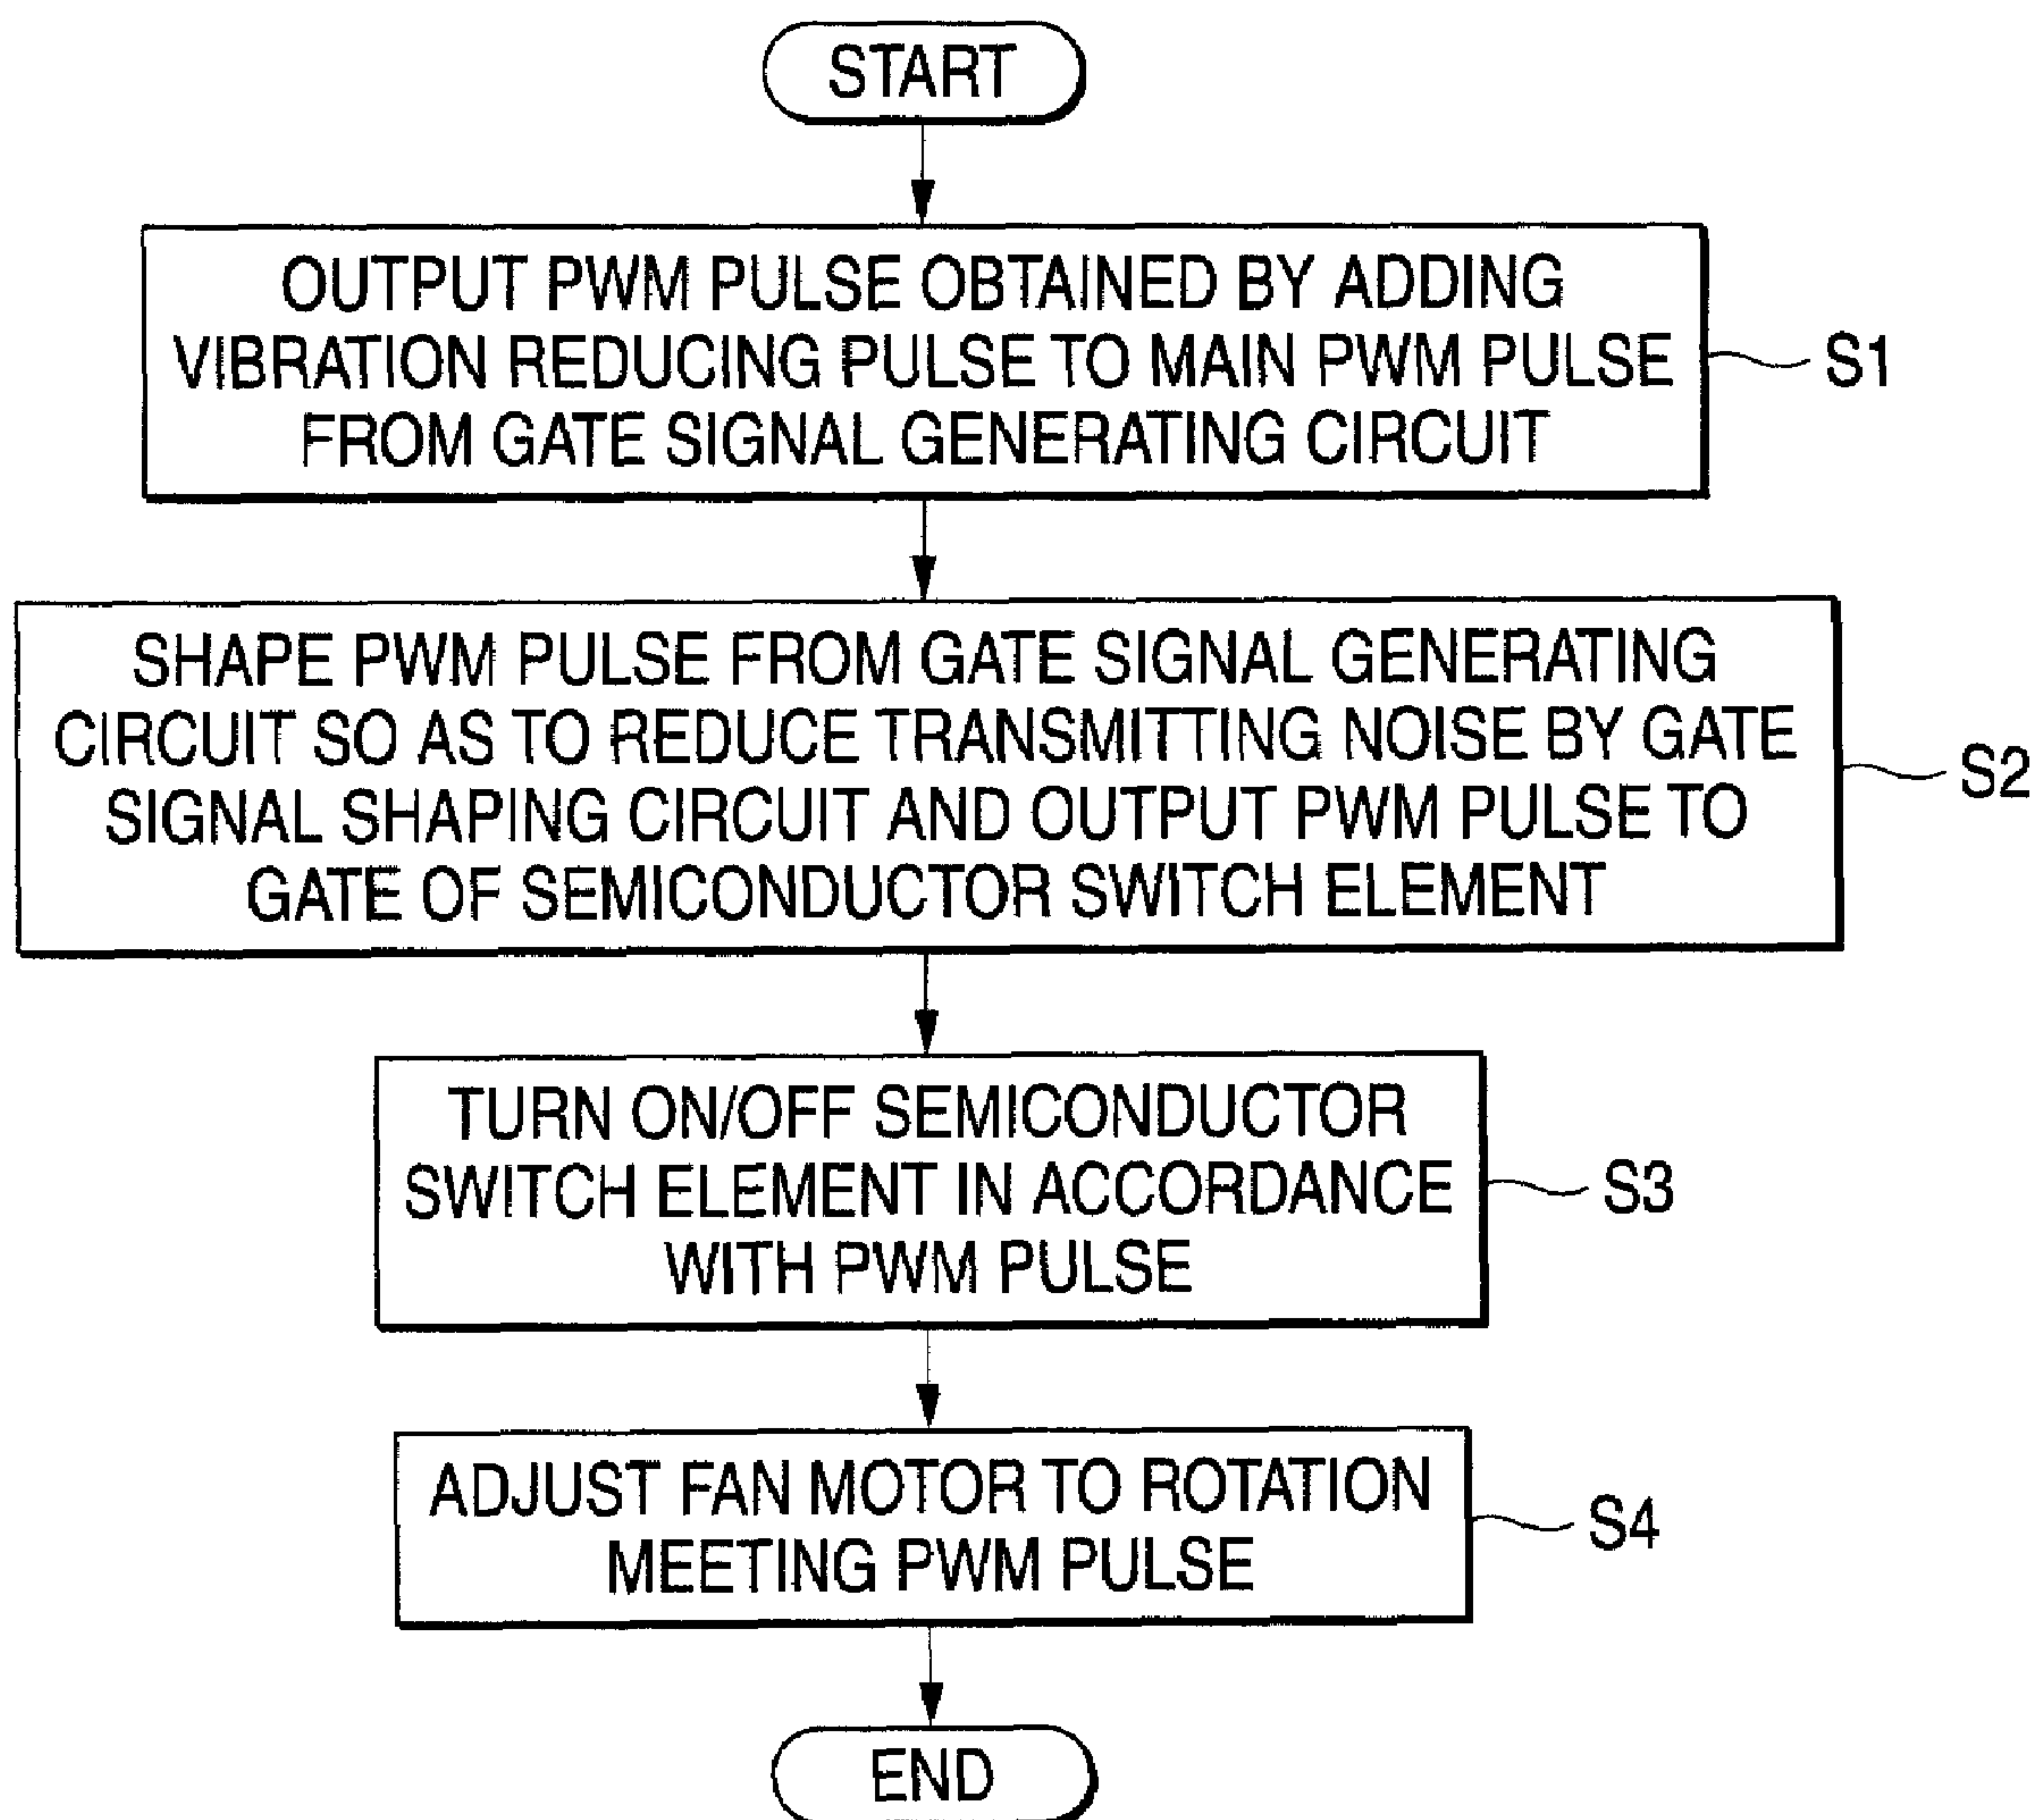 START
OUTPUT PWM PULSE OBTAINED BY ADDING
VIBRATION REDUCING PULSE TO MAIN PWM PULSE
FROM GATE SIGNAL GENERATING CIRCUIT
S1
SHAPE PWM PULSE FROM GATE SIGNAL GENERATING
CIRCUIT SO AS TO REDUCE TRANSMITTING NOISE BY GATE
SIGNAL SHAPING CIRCUIT AND OUTPUT PWM PULSE TO
GATE OF SEMICONDUCTOR SWITCH ELEMENT
S2
TURN ON/OFF SEMICONDUCTOR
SWITCH ELEMENT IN ACCORDANCE
WITH PWM PULSE
S3
ADJUST FAN MOTOR TO ROTATION
MEETING PWM PULSE
S4
END